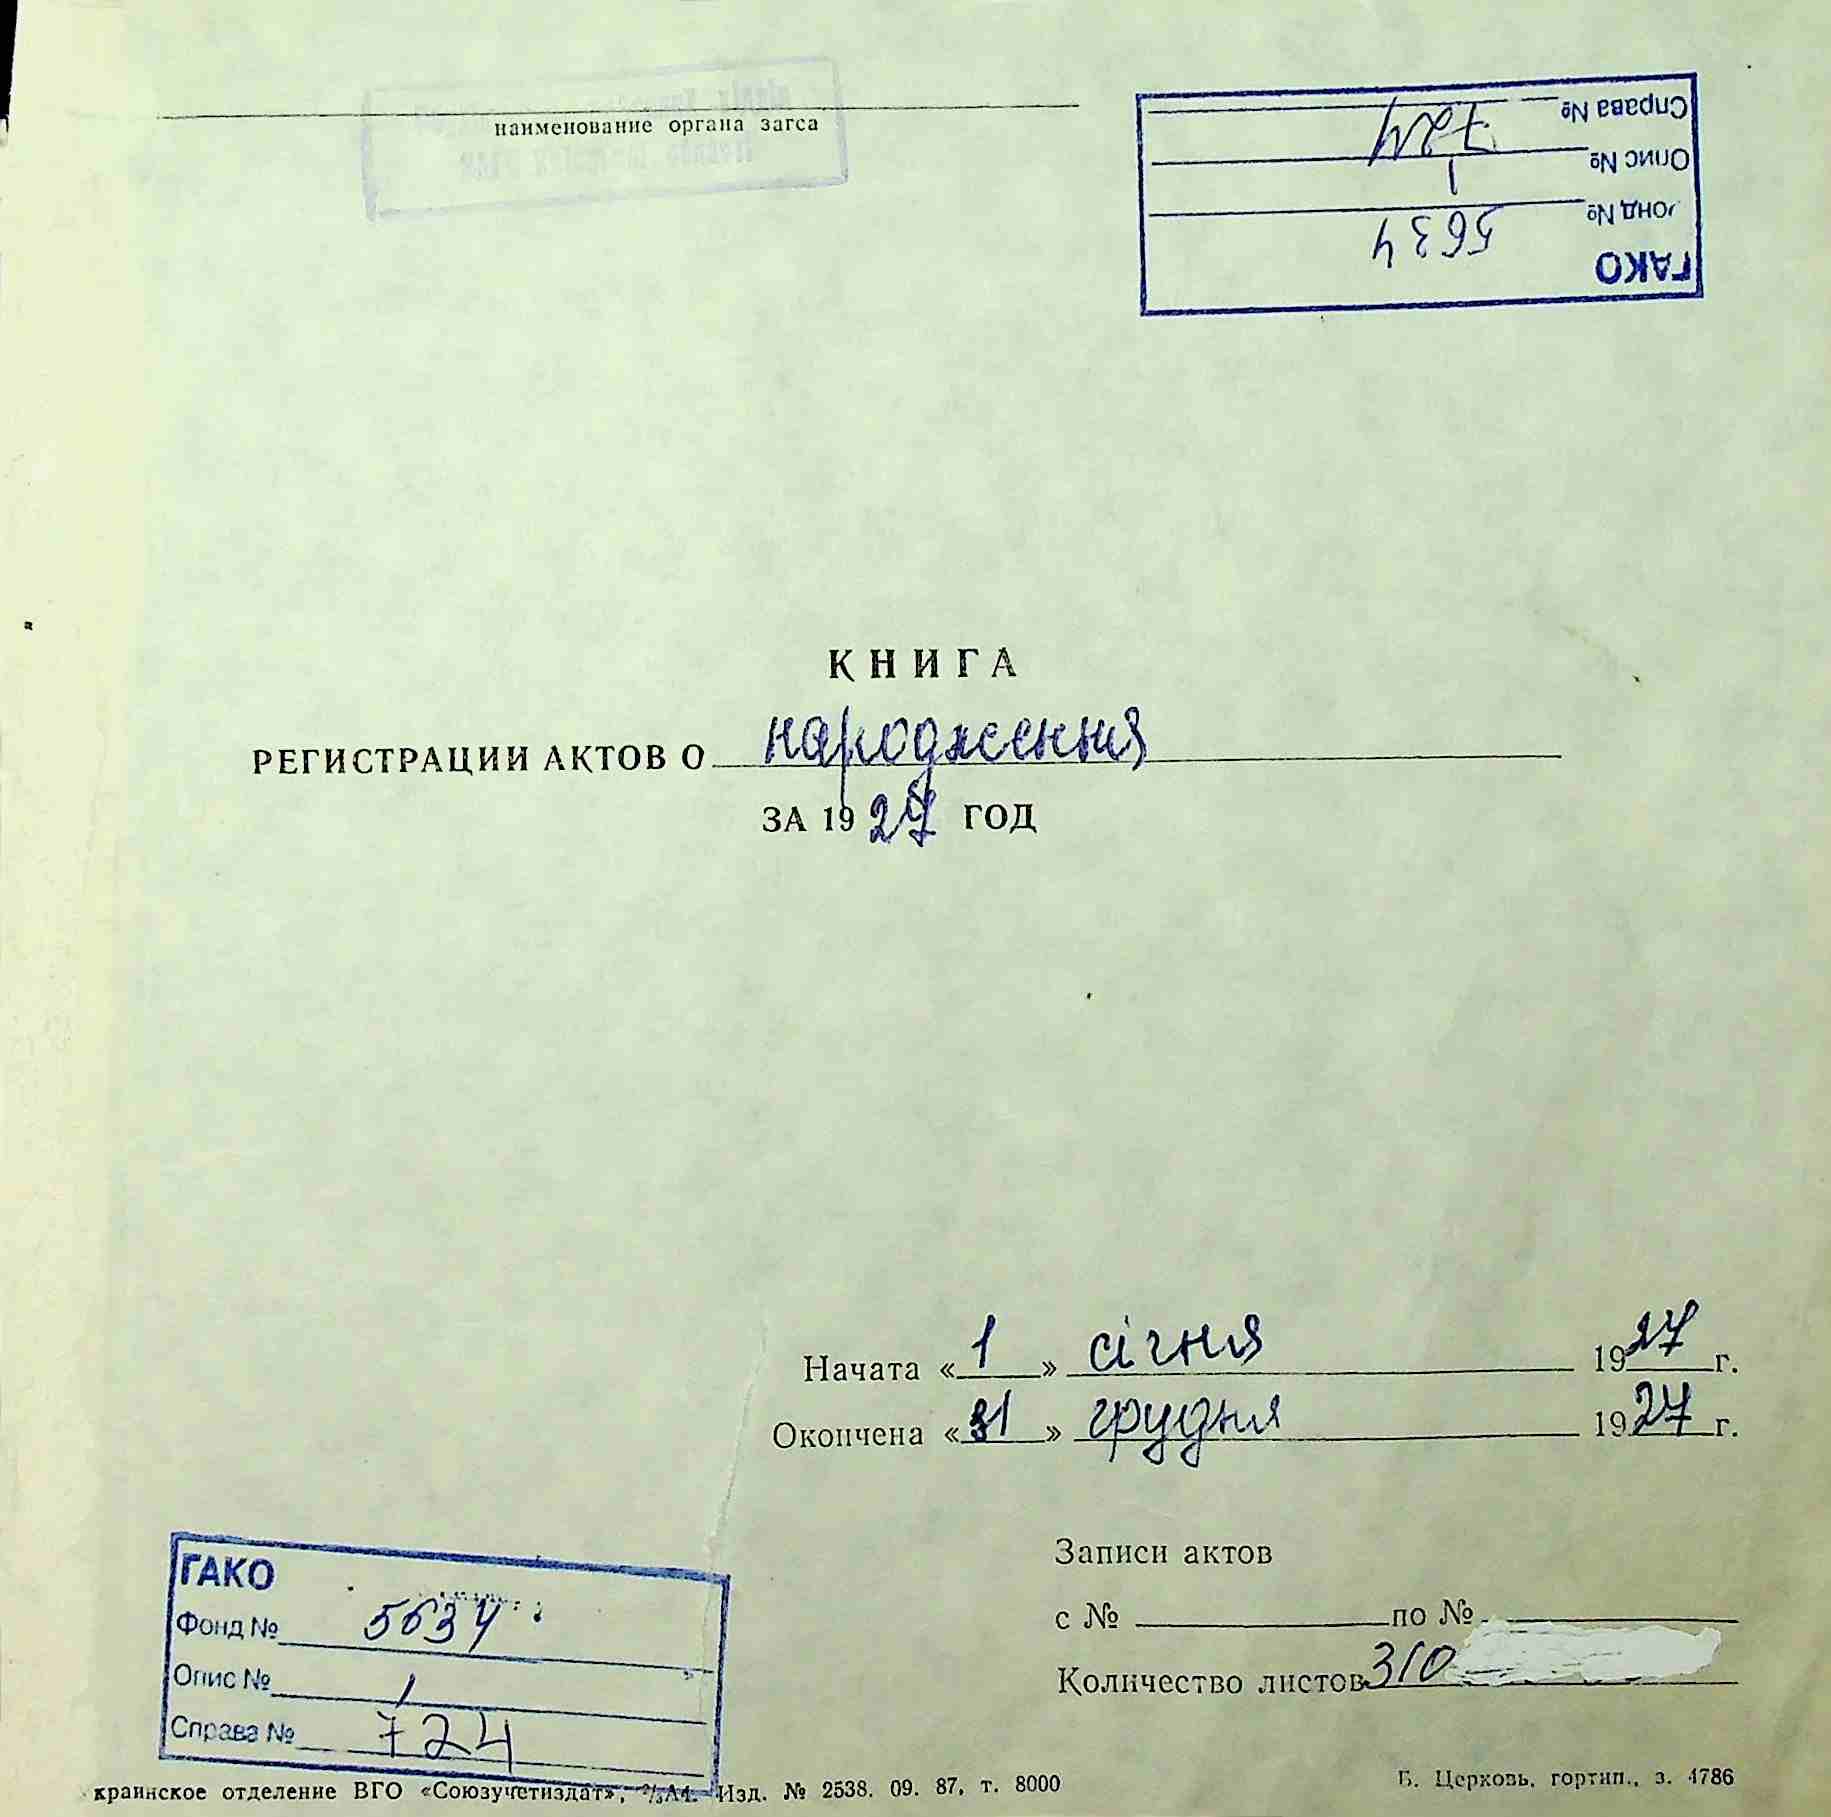 наименование органа загса
Справа № 724
Опис № 1
онд № 5634
ГАКО
КНИГА
РЕГИСТРАЦИИ АКТОВ О народження
ЗА 1927 ГОД
Начата «1» січня 1927 г.
Окончена «31» грудня 1927 г.
Записи актов
с № по №
Количество листов 310
ГАКО
Фонд № 5634
Опис № 1
Справа № 724
краинское отделение ВГО «Союзучетиздат», ²/₃А4. Изд. № 2538. 09. 87, т. 8000
Б. Церковь, гортип., з. 4786